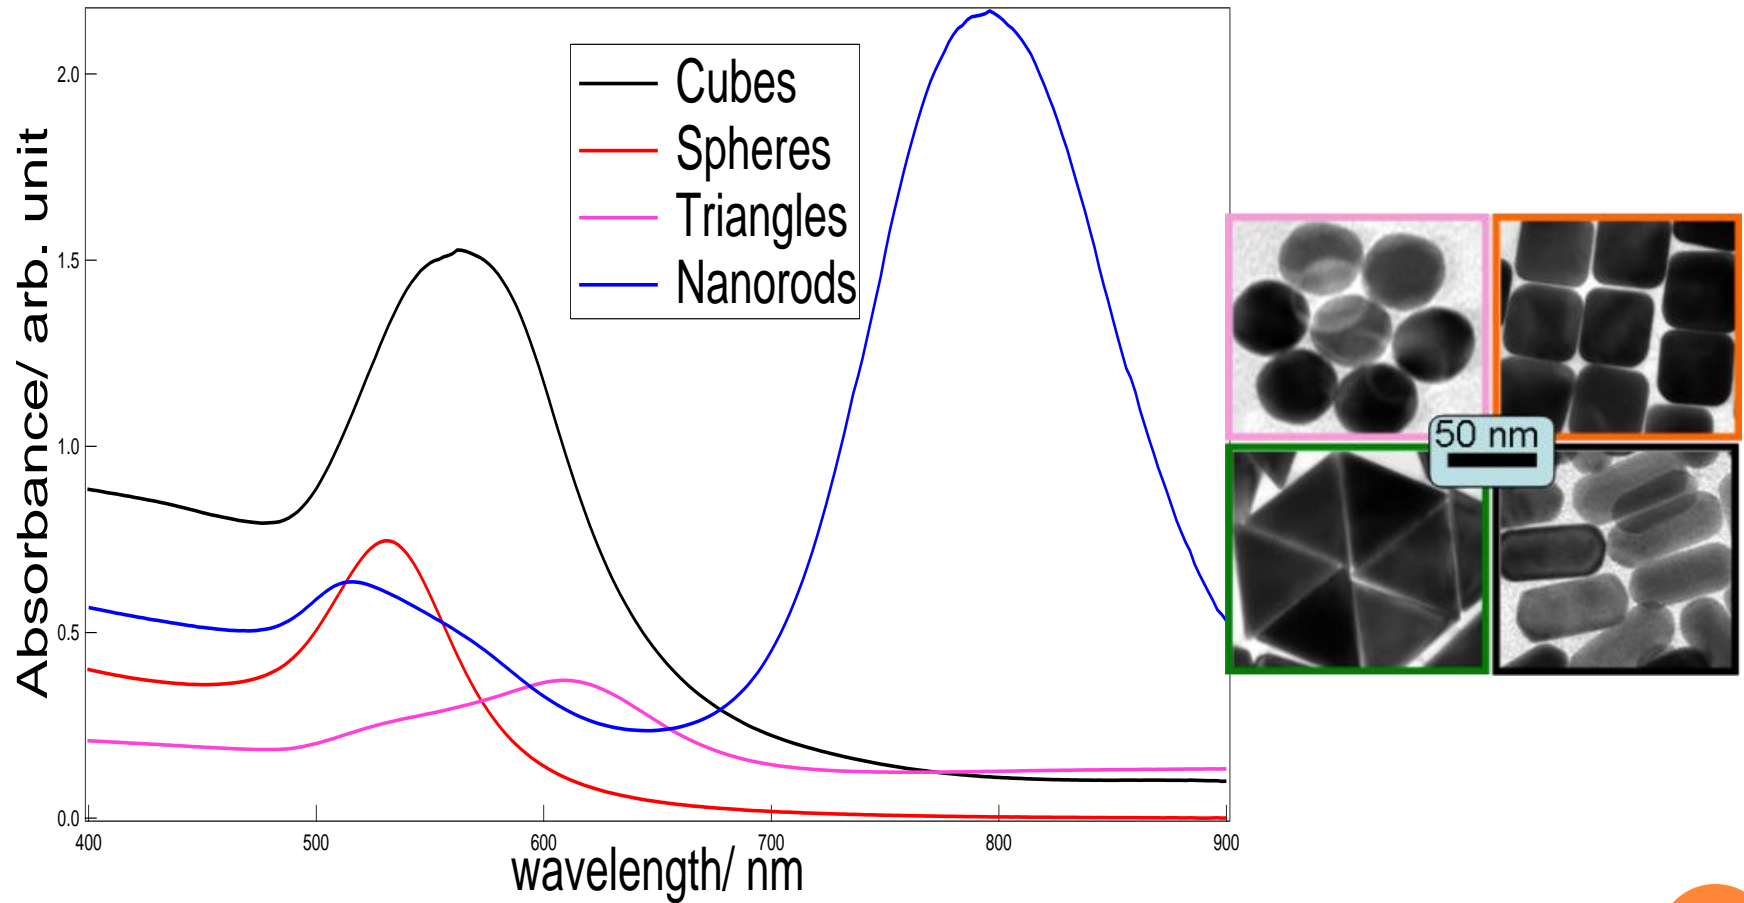 Absorbance/ arb. unit
2.0
1.5
1.0
0.5
0.0
Cubes
Spheres
Triangles
Nanorods
50 nm
400 500 600 700 800 900
wavelength/ nm